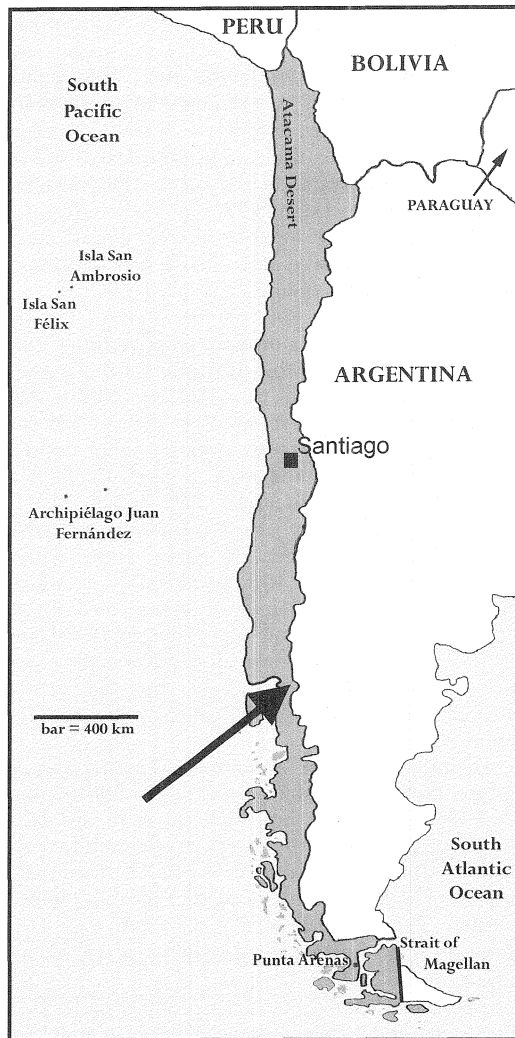 PERU
BOLIVIA
South
Pacific
Ocean
Atacama Desert
PARAGUAY
Isla San
Ambrosio
Isla San
Félix
ARGENTINA
Santiago
Archipiélago Juan
Fernández
bar = 400 km
South
Atlantic
Ocean
Strait of
Magellan
Punta Arenas